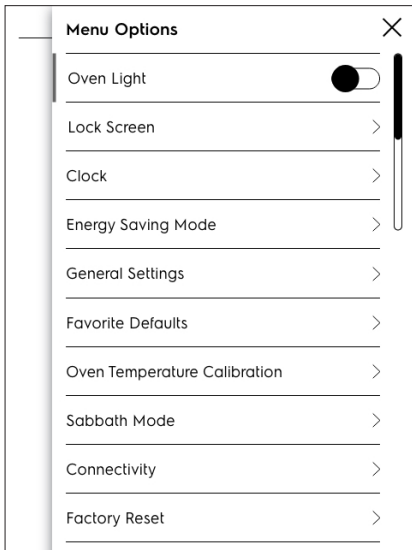 Menu Options
Oven Light
Lock Screen
Clock
Energy Saving Mode
General Settings
Favorite Defaults
Oven Temperature Calibration
Sabbath Mode
Connectivity
Factory Reset